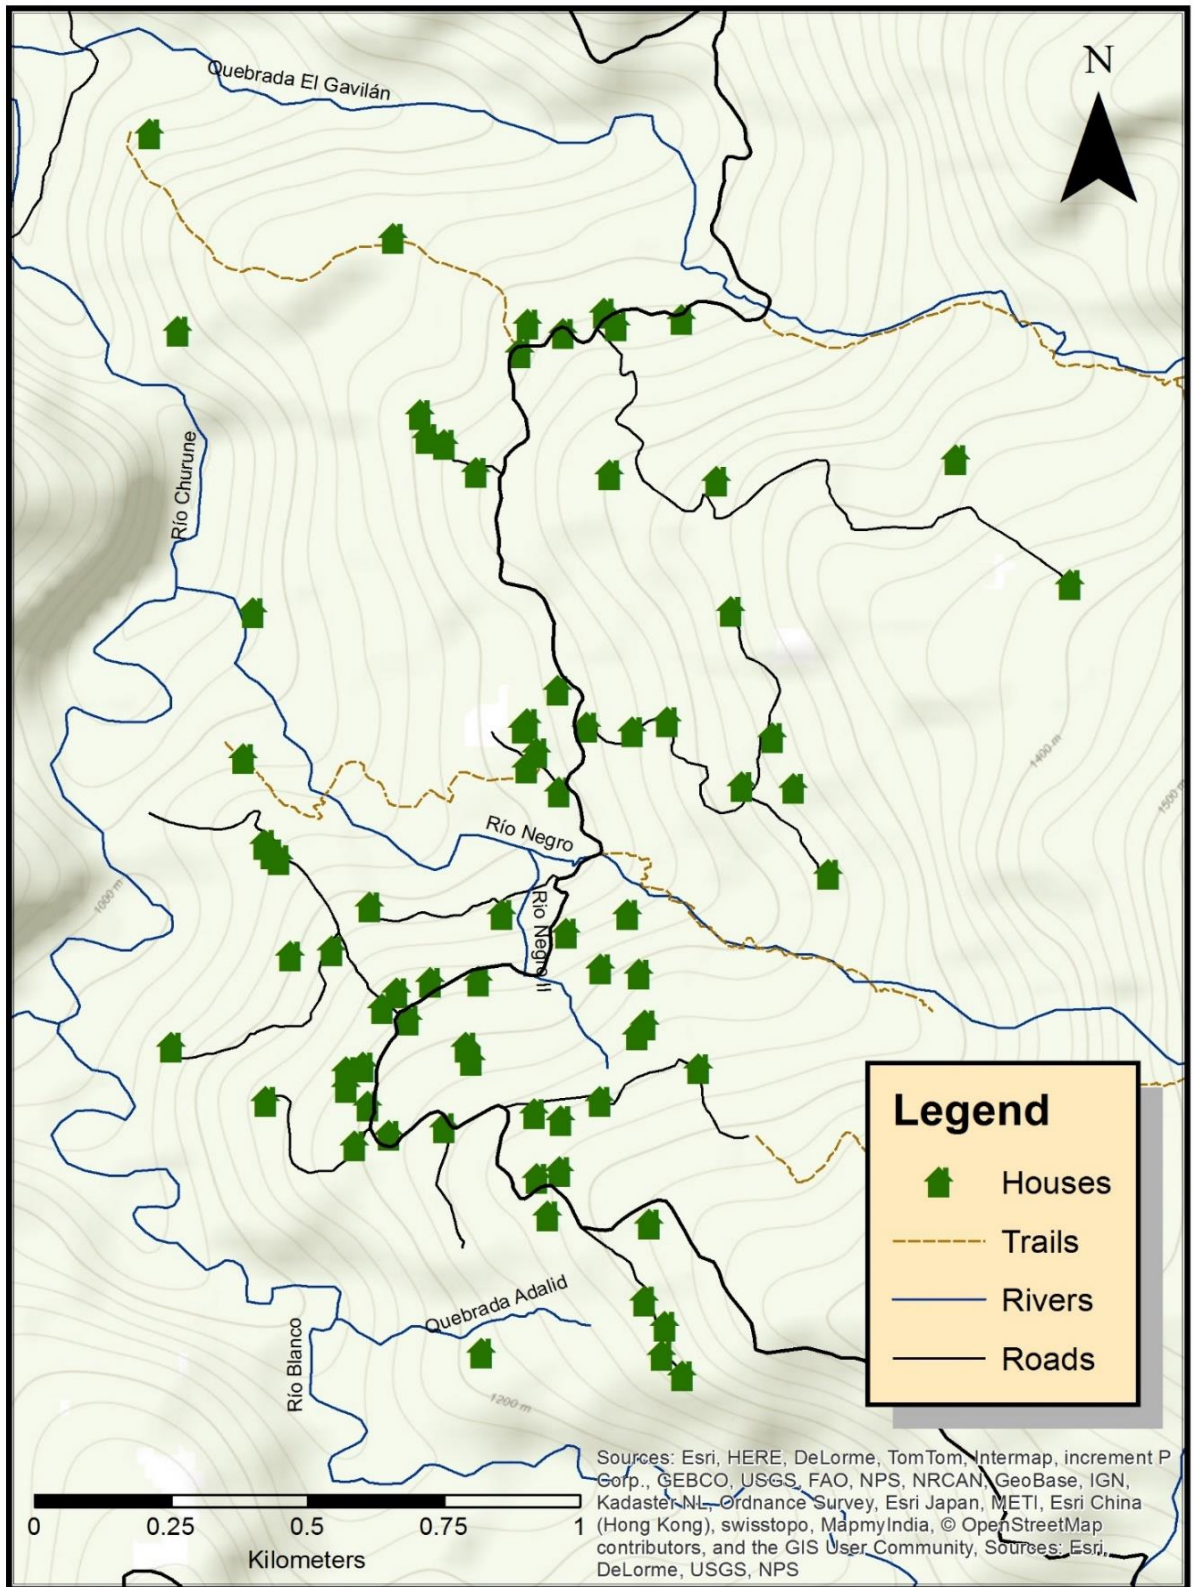 Quebrada El Gavilán
N
Río Churune
Río Negro
Rio Negro II
1400 m
1500 m
1000 m
Legend
Houses
Trails
Rivers
Roads
Quebrada Adalid
Río Blanco
1200 m
Sources: Esri, HERE, DeLorme, TomTom, Intermap, increment P
Corp., GEBCO, USGS, FAO, NPS, NRCAN, GeoBase, IGN,
Kadaster NL, Ordnance Survey, Esri Japan, METI, Esri China
(Hong Kong), swisstopo, MapmyIndia, © OpenStreetMap
contributors, and the GIS User Community, Sources: Esri,
DeLorme, USGS, NPS
0 0.25 0.5 0.75 1
Kilometers